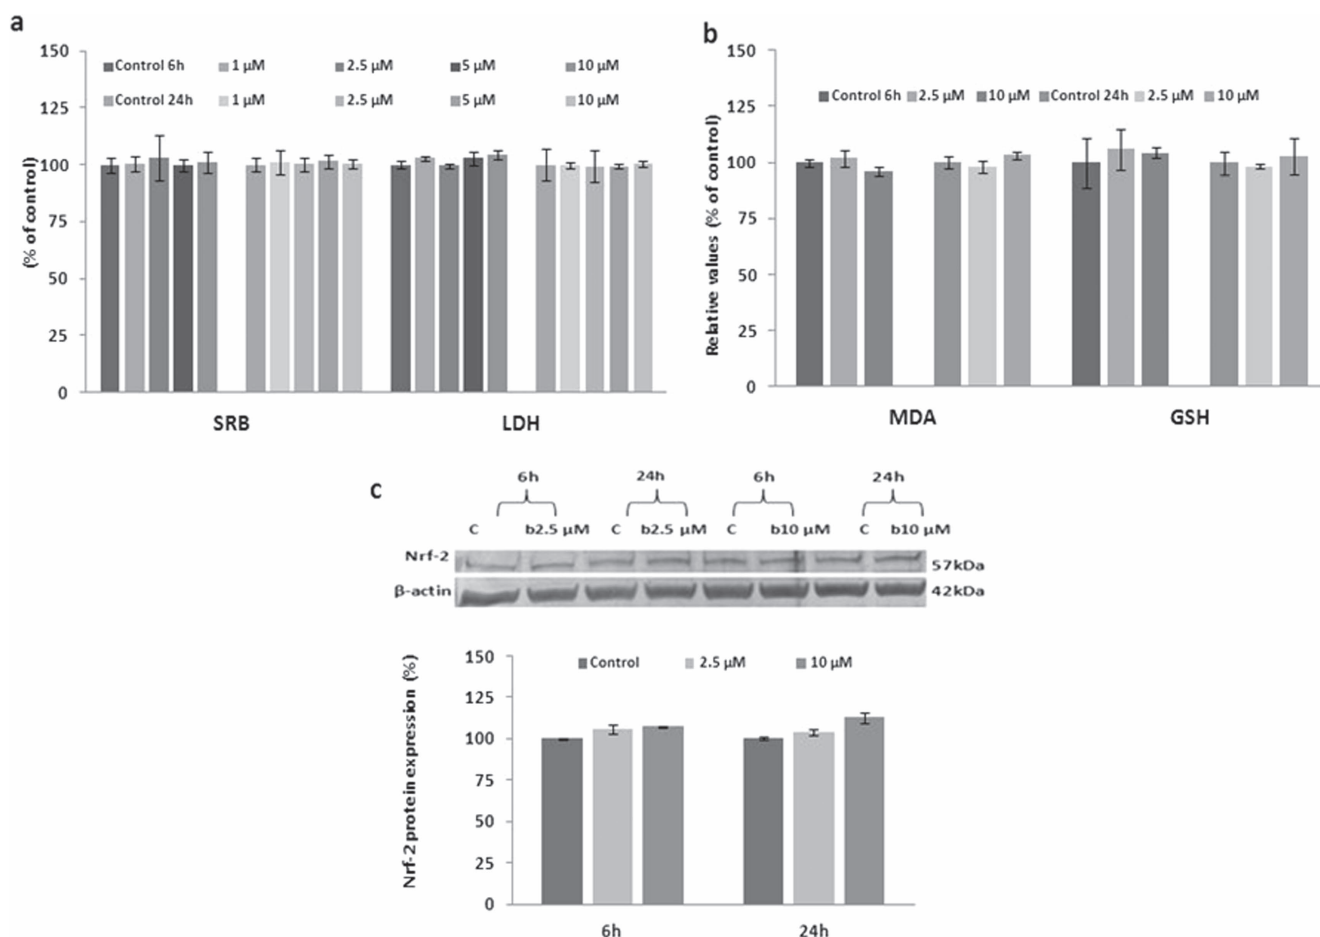 a
150
125
100
75
50
25
0
(% of control)
Control 6h 1 µM 2.5 µM 5 µM 10 µM
Control 24h 1 µM 2.5 µM 5 µM 10 µM
SRB LDH
b
150
125
100
75
50
25
0
Relative values (% of control)
Control 6h 2.5 µM 10 µM Control 24h 2.5 µM 10 µM
MDA GSH
c
6h 24h 6h 24h
C b2.5 µM C b2.5 µM C b10 µM C b10 µM
Nrf-2 57kDa
β-actin 42kDa
150
125
100
75
50
25
0
Nrf-2 protein expression (%)
Control 2.5 µM 10 µM
6h 24h